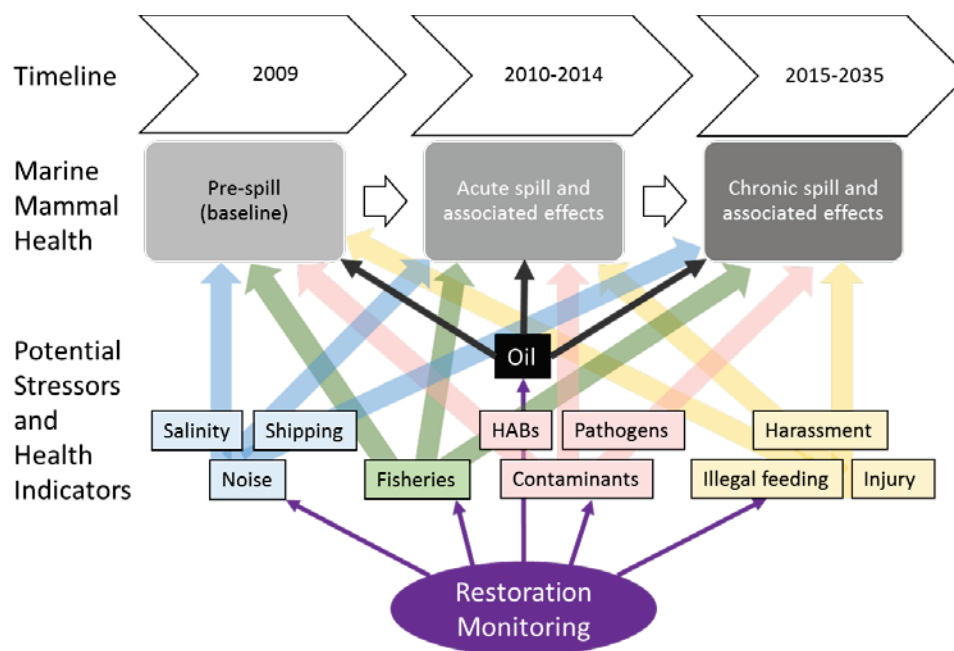 Timeline
2009
2010-2014
2015-2035
Marine
Mammal
Health
Pre-spill
(baseline)
Acute spill and
associated effects
Chronic spill and
associated effects
Potential
Stressors
and
Health
Indicators
Oil
Salinity
Shipping
HABs
Pathogens
Harassment
Noise
Fisheries
Contaminants
Illegal feeding
Injury
Restoration
Monitoring